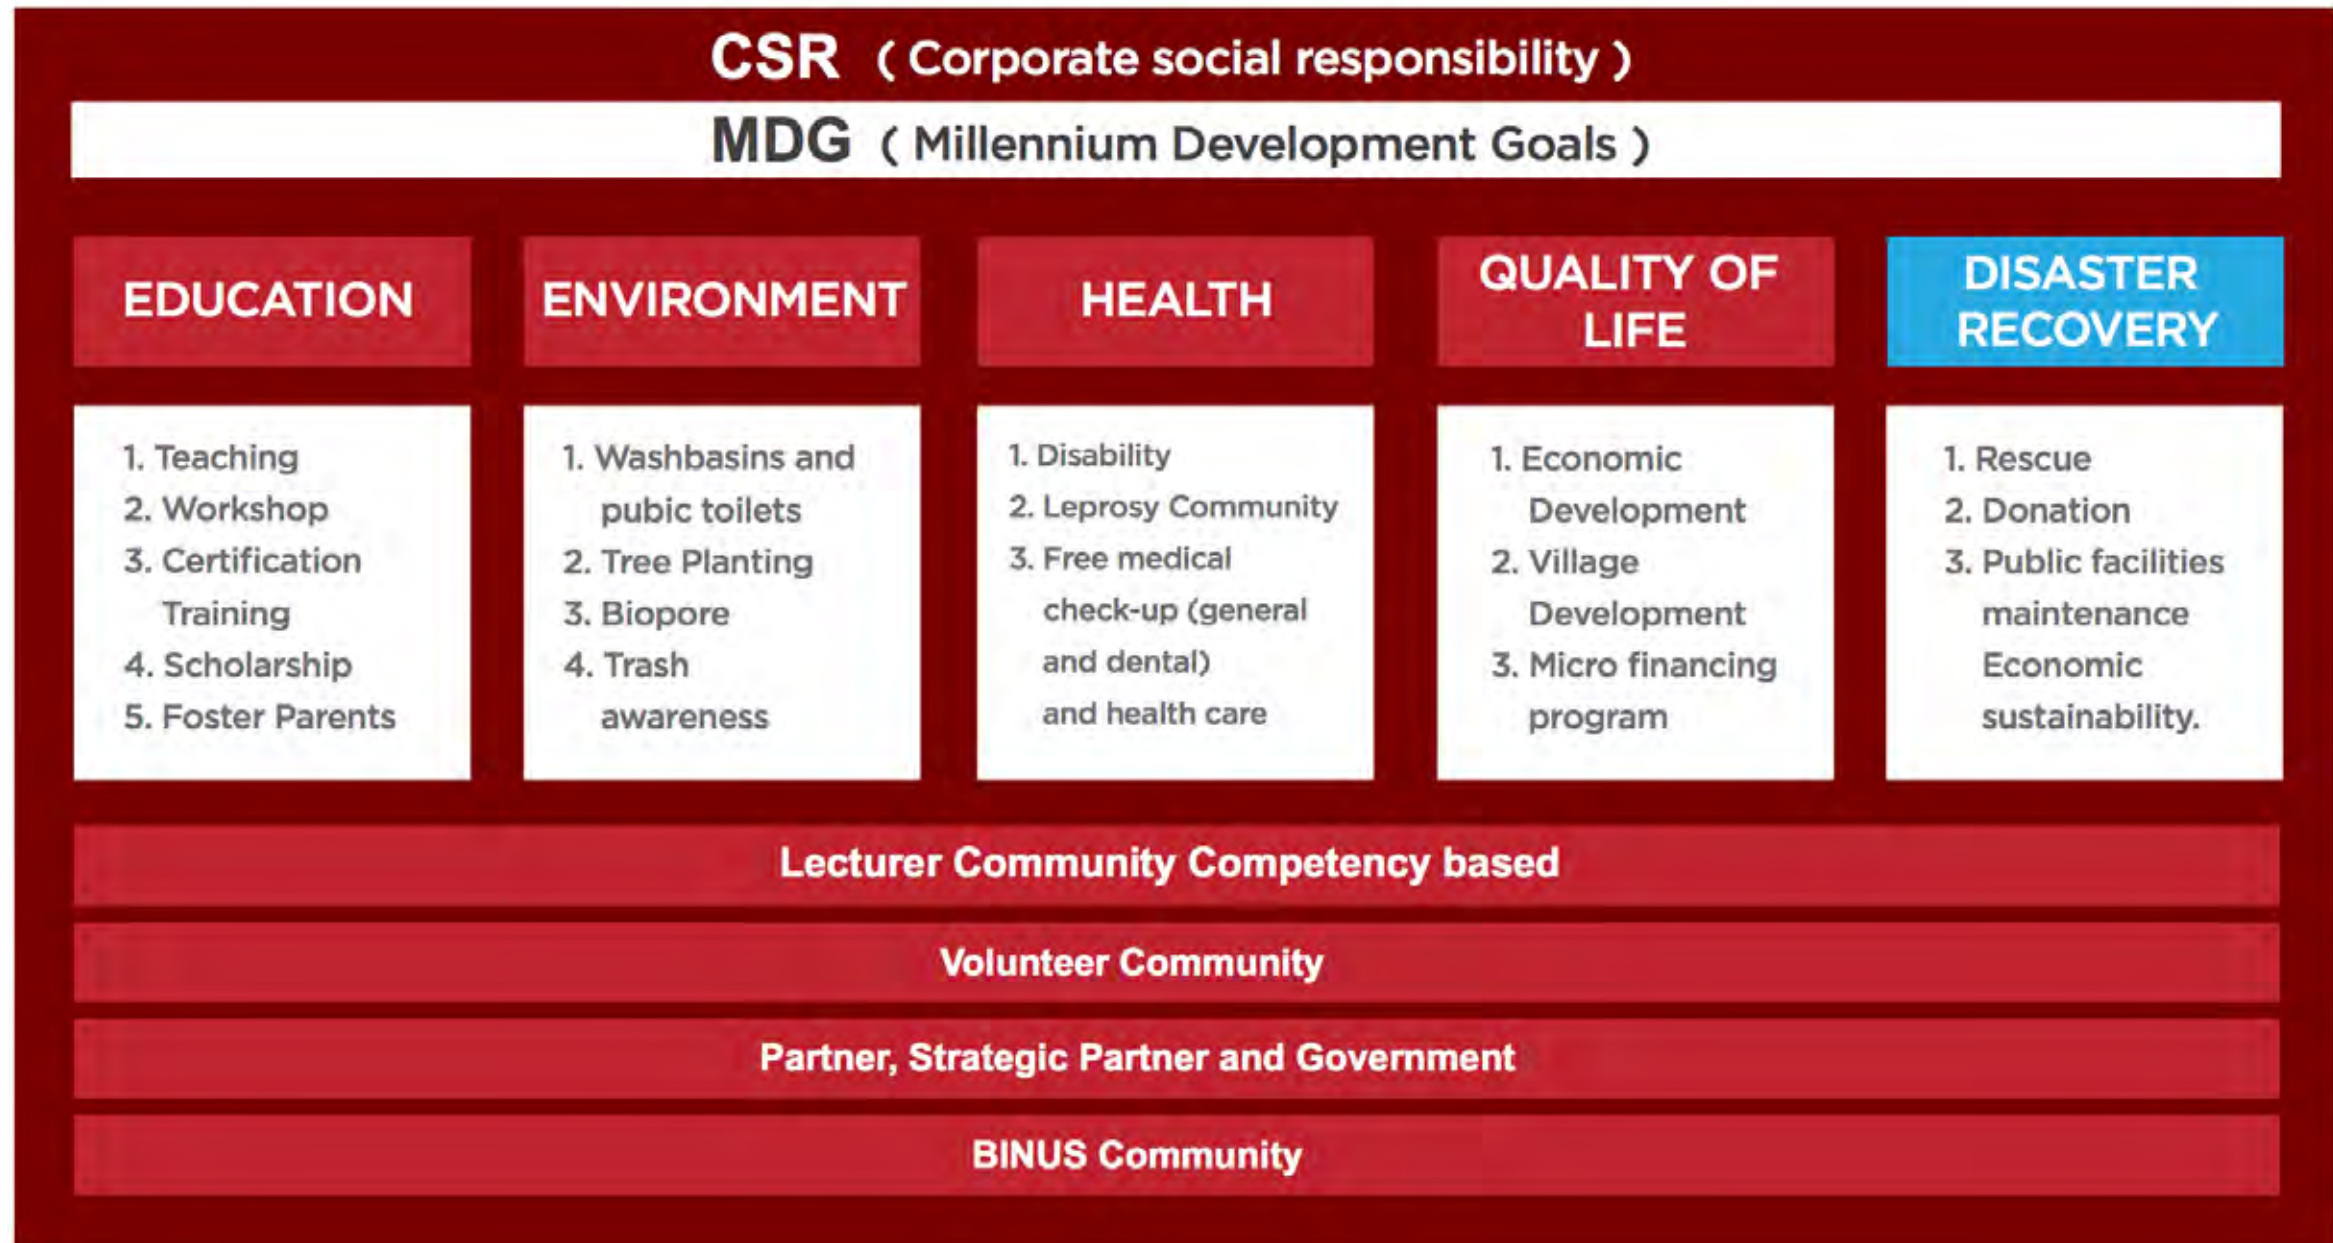 CSR ( Corporate social responsibility )
MDG ( Millennium Development Goals )
EDUCATION
1. Teaching
2. Workshop
3. Certification
Training
4. Scholarship
5. Foster Parents
ENVIRONMENT
1. Washbasins and
pubic toilets
2. Tree Planting
3. Biopore
4. Trash
awareness
HEALTH
1. Disability
2. Leprosy Community
3. Free medical
check-up (general
and dental)
and health care
QUALITY OF
LIFE
1. Economic
Development
2. Village
Development
3. Micro financing
program
DISASTER
RECOVERY
1. Rescue
2. Donation
3. Public facilities
maintenance
Economic
sustainability.
Lecturer Community Competency based
Volunteer Community
Partner, Strategic Partner and Government
BINUS Community